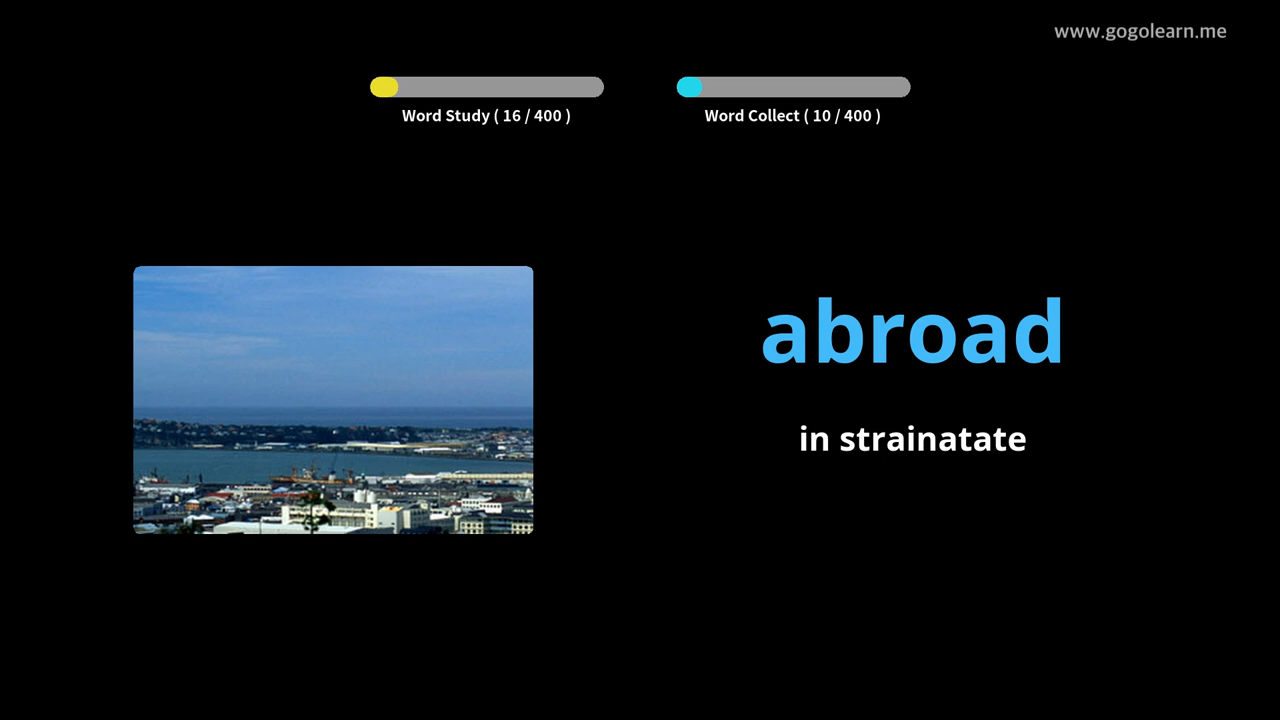 www.gogolearn.me
Word Study ( 16 / 400 )
Word Collect ( 10 / 400 )
abroad
in strainatate